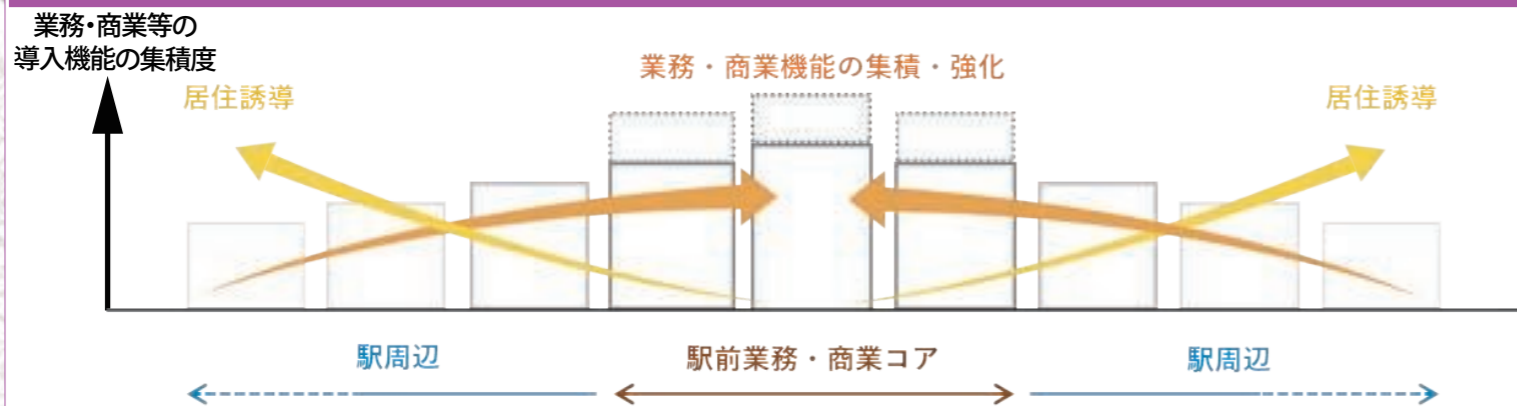 業務・商業等の
導入機能の集積度
業務・商業機能の集積・強化
居住誘導
居住誘導
駅周辺
駅前業務・商業コア
駅周辺